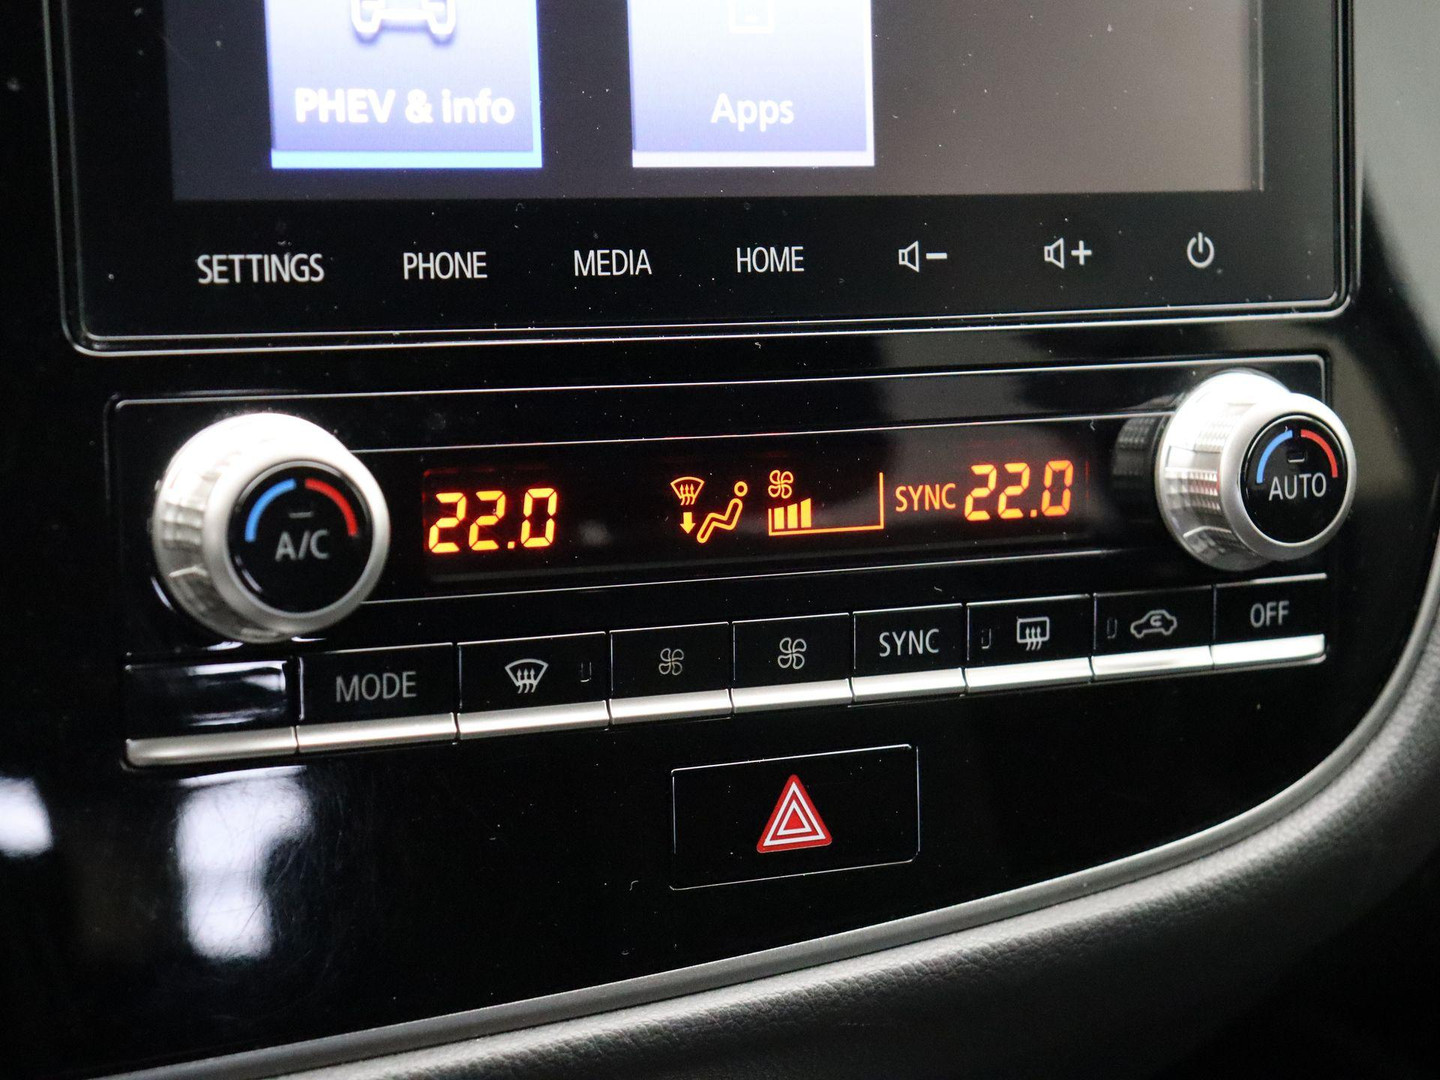 PHEV & info
Apps
SETTINGS PHONE MEDIA HOME
22.0 SYNC 22.0
A/C
AUTO
MODE SYNC OFF